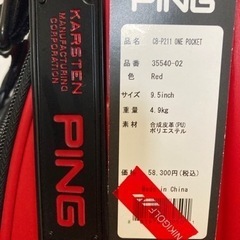 KARSTEN
MANUFACTURING
CORPORATION
PING
PING
品名 CB-P211 ONE POCKET
品番 35540-02
色 Red
サイズ 9.5inch
重量 4.9kg
素材 合成皮革(PU)
ポリエステル
価格 58,300円(税込)
Made in China
NIKIGOLF